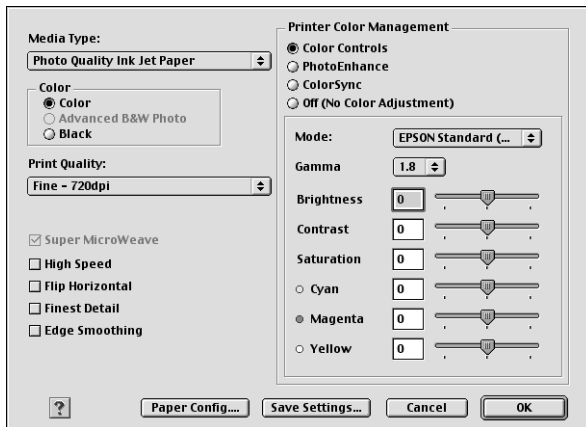 Media Type:
Photo Quality Ink Jet Paper
Color
Color
Advanced B&W Photo
Black
Print Quality:
Fine - 720dpi
Super MicroWeave
High Speed
Flip Horizontal
Finest Detail
Edge Smoothing
Printer Color Management
Color Controls
PhotoEnhance
ColorSync
Off (No Color Adjustment)
Mode: EPSON Standard (...
Gamma 1.8
Brightness 0
Contrast 0
Saturation 0
Cyan 0
Magenta 0
Yellow 0
? Paper Config.... Save Settings... Cancel OK